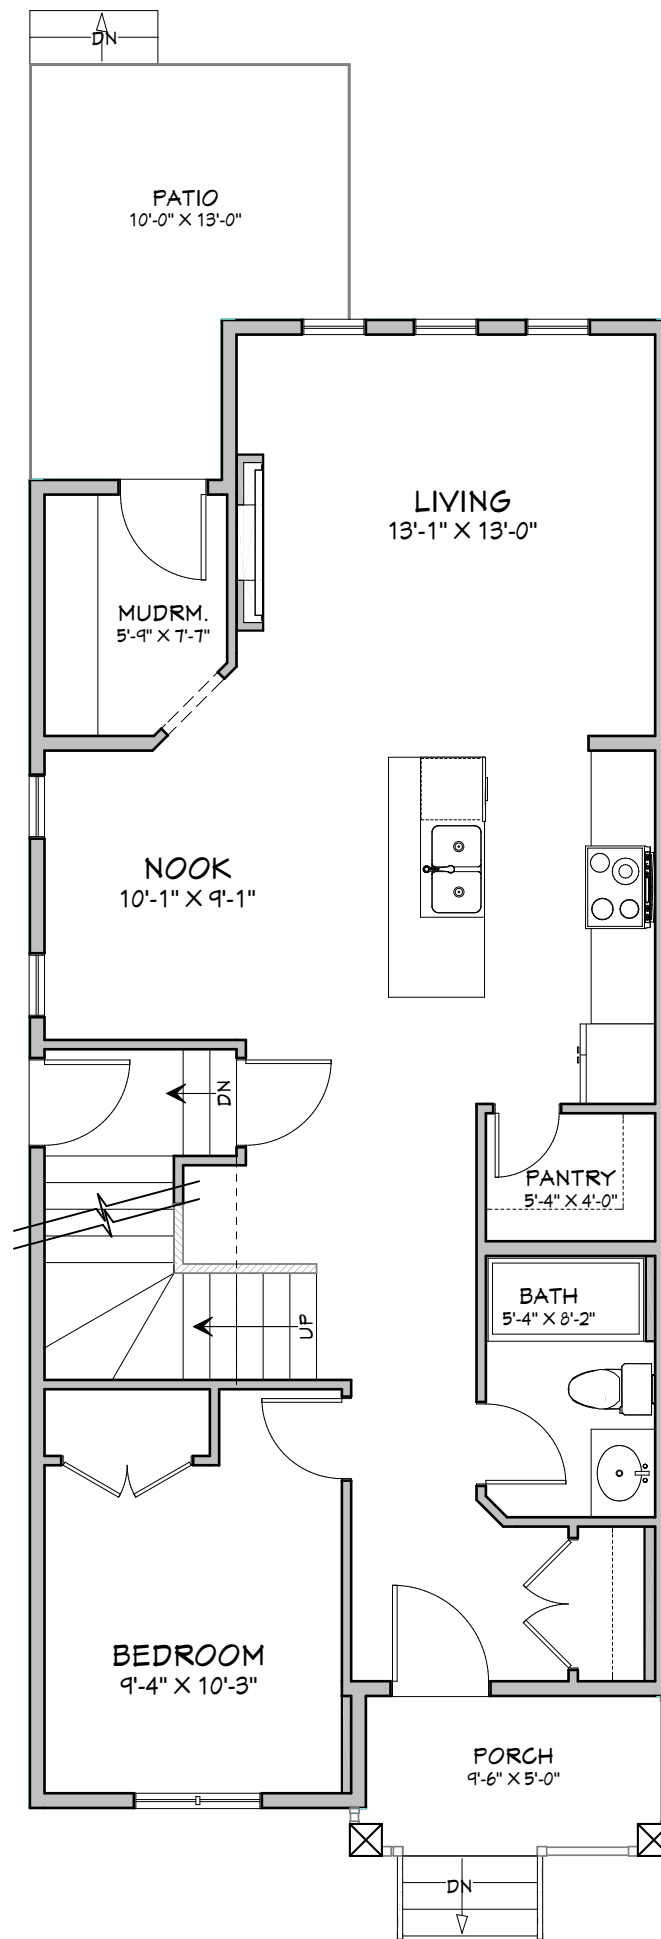 DN
PATIO
10'-0" X 13'-0"
LIVING
13'-1" X 13'-0"
MUDRM.
5'-9" X 7'-7"
NOOK
10'-1" X 9'-1"
DN
PANTRY
5'-4" X 4'-0"
BATH
5'-4" X 8'-2"
UP
BEDROOM
9'-4" X 10'-3"
PORCH
9'-6" X 5'-0"
DN